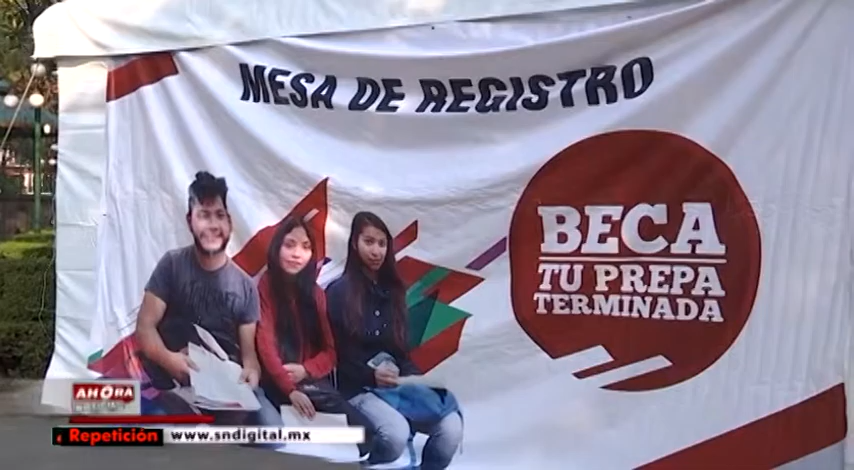 MESA DE REGISTRO
BECA
TU PREPA
TERMINADA
AHORA
Repetición www.sndigital.mx